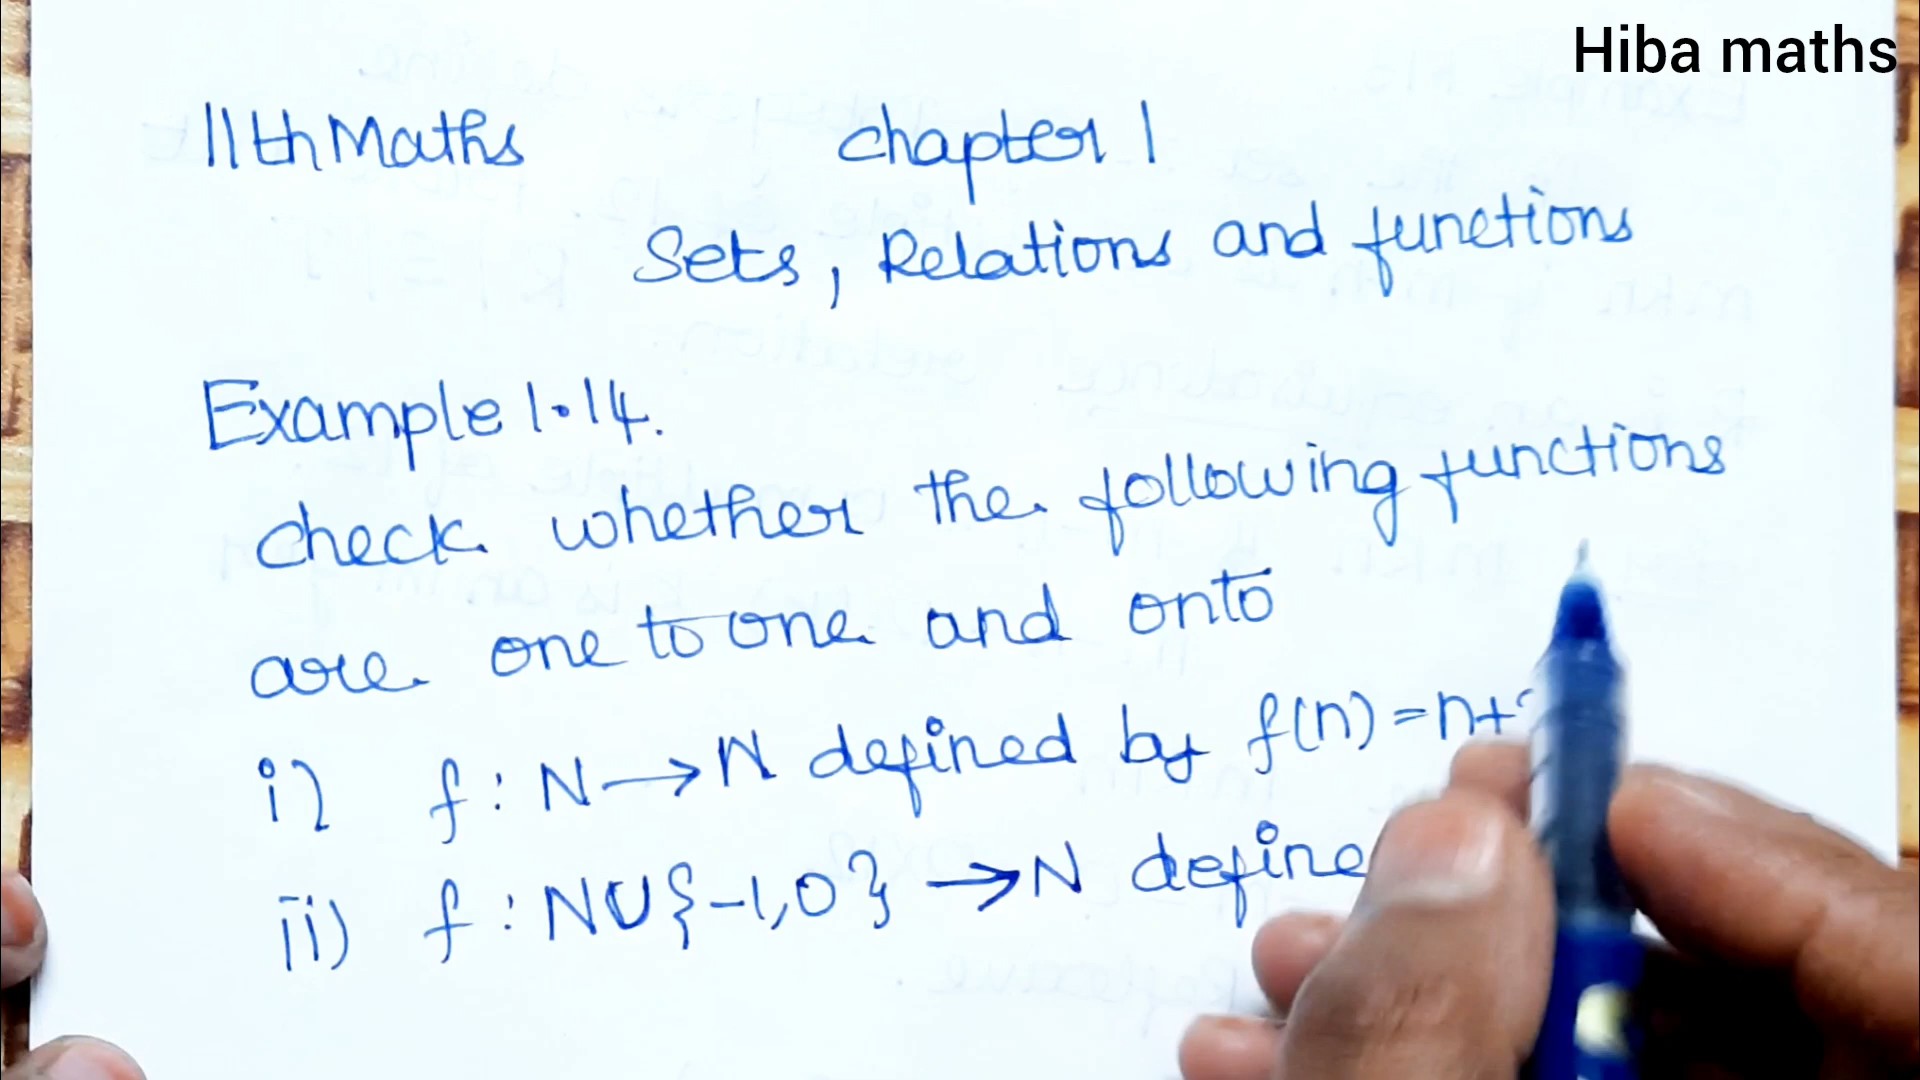 Hiba maths
11th Maths chapter 1
Sets, Relations and functions
Example 1.14.
check whether the following functions
are one to one and onto
i) f : N → N defined by f(n) = n+
ii) f : N∪{-1,0} → N define